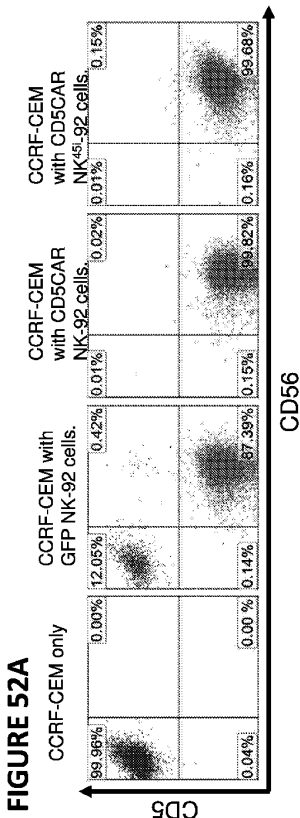 FIGURE 52A
CCRF-CEM only
99.96%
0.00%
0.04%
0.00 %
CCRF-CEM with
GFP NK-92 cells.
12.05%
0.42%
0.14%
87.39%
CCRF-CEM
with CD5CAR
NK-92 cells.
0.01%
0.02%
0.15%
99.82%
CCRF-CEM
with CD5CAR
NK45i-92 cells.
0.01%
0.15%
0.16%
99.68%
CD5
CD56